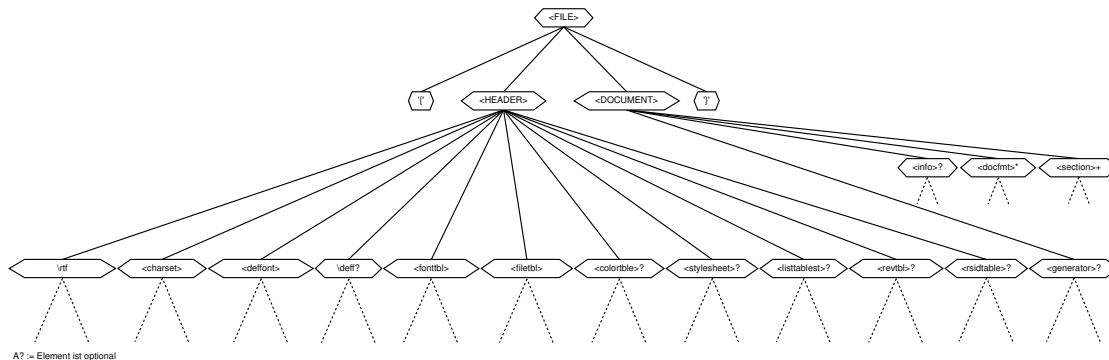 <FILE>
'{' <HEADER> <DOCUMENT> '}'
<info>? <docfmt>* <section>+
\rtf <charset> <deffont> \deff? <fonttbl> <filetbl> <colortble>? <stylesheet>? <listtablest>? <revtbl>? <rsidtable>? <generator>?
A? := Element ist optional